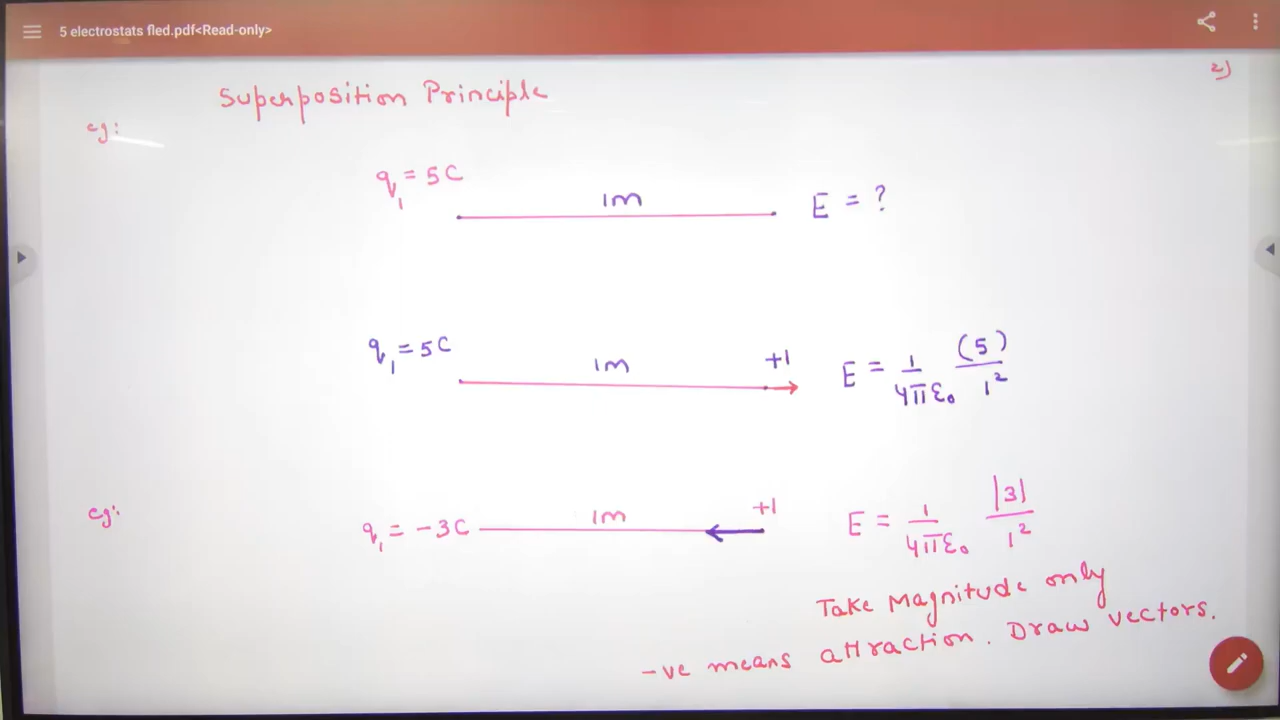 5 electrostats fled.pdf<Read-only>
2)
Superposition Principle
eg:
q₁ = 5C
1m
E = ?
q₁ = 5C
1m
+1
E = 1/4πε₀ (5)/1²
eg:
q₁ = -3C
1m
+1
E = 1/4πε₀ |3|/1²
Take Magnitude only
-ve means attraction. Draw vectors.